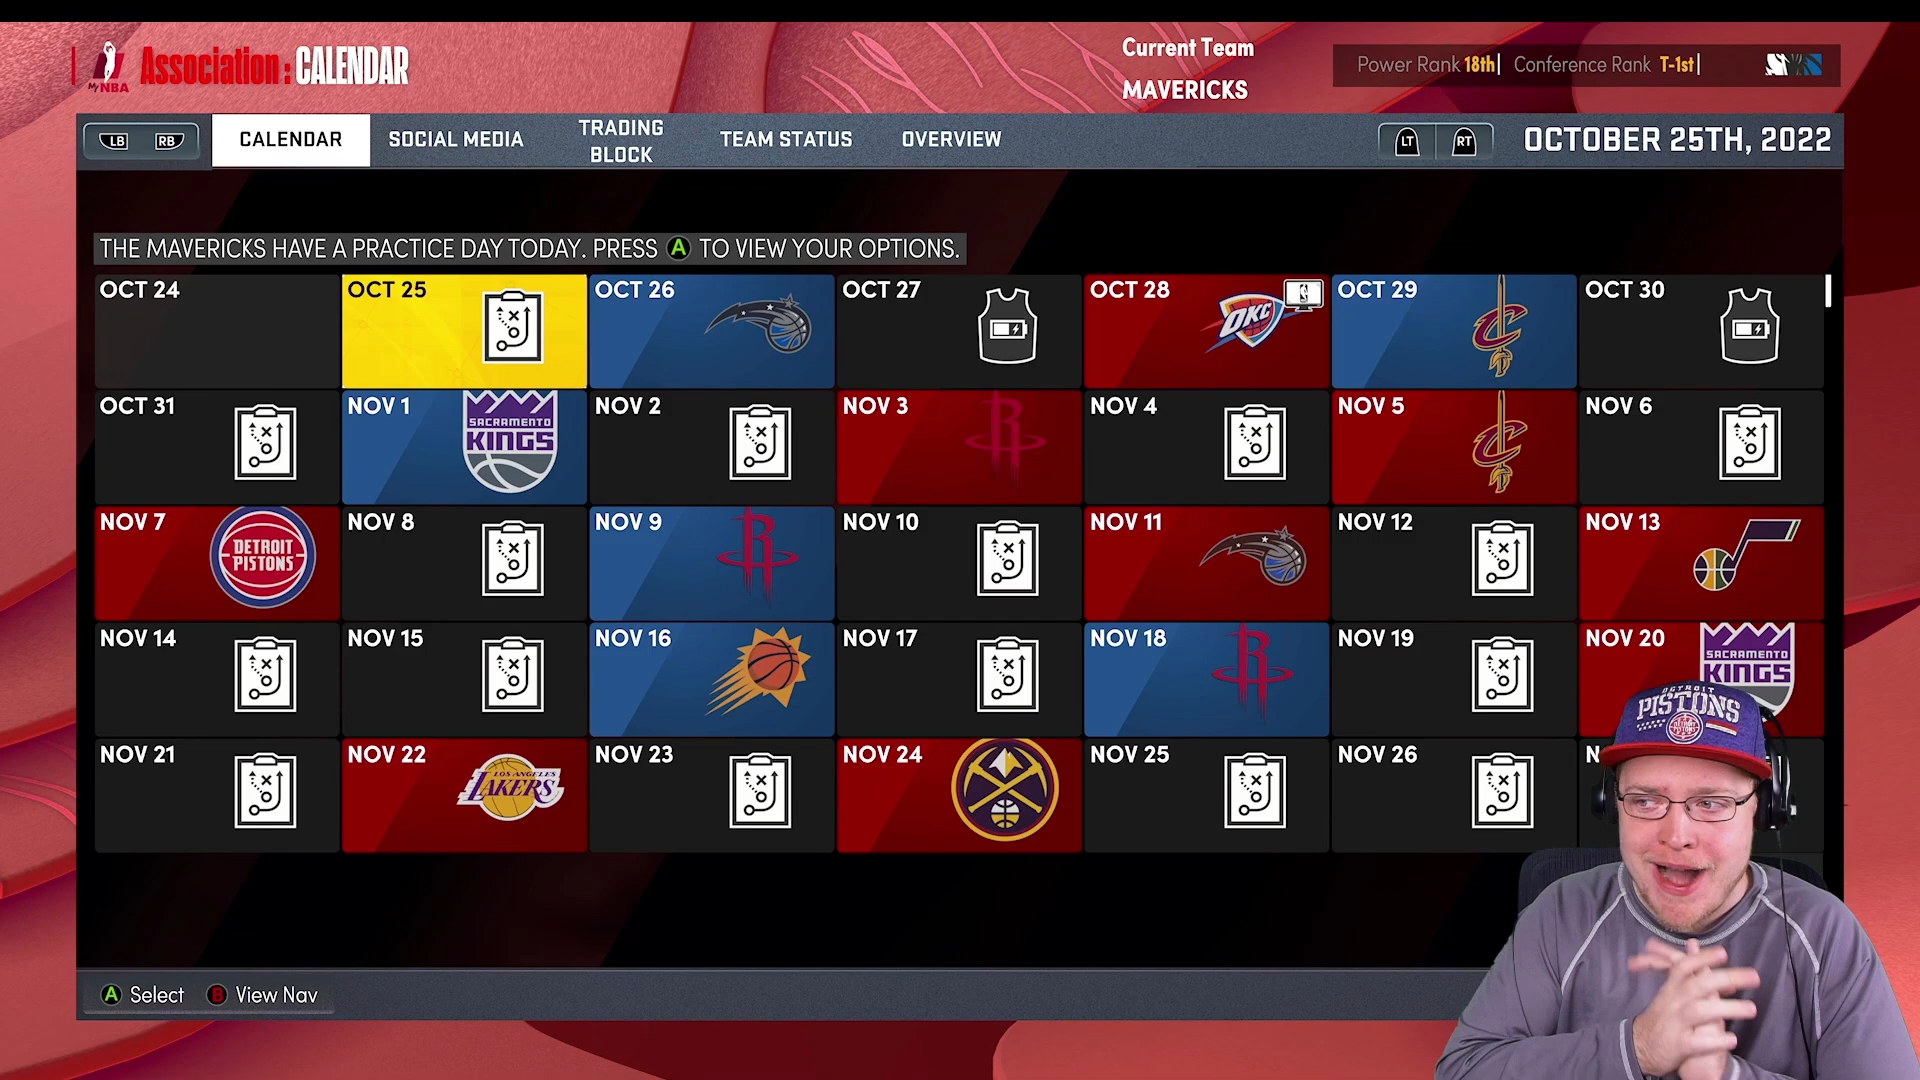 Current Team
MAVERICKS
My NBA
Association : CALENDAR
Power Rank 18th| Conference Rank T-1st|
LB RB
CALENDAR
SOCIAL MEDIA
TRADING
BLOCK
TEAM STATUS
OVERVIEW
LT RT
OCTOBER 25TH, 2022
THE MAVERICKS HAVE A PRACTICE DAY TODAY. PRESS A TO VIEW YOUR OPTIONS.
OCT 24
OCT 25
OCT 26
OCT 27
OCT 28
OKC
OCT 29
C
OCT 30
OCT 31
NOV 1
SACRAMENTO
KINGS
NOV 2
NOV 3
R
NOV 4
NOV 5
C
NOV 6
NOV 7
DETROIT
PISTONS
NOV 8
NOV 9
R
NOV 10
NOV 11
NOV 12
NOV 13
NOV 14
NOV 15
NOV 16
NOV 17
NOV 18
R
NOV 19
NOV 20
SACRAMENTO
KINGS
NOV 21
NOV 22
LOS ANGELES
LAKERS
NOV 23
NOV 24
NOV 25
NOV 26
N
DETROIT
PISTONS
A Select B View Nav